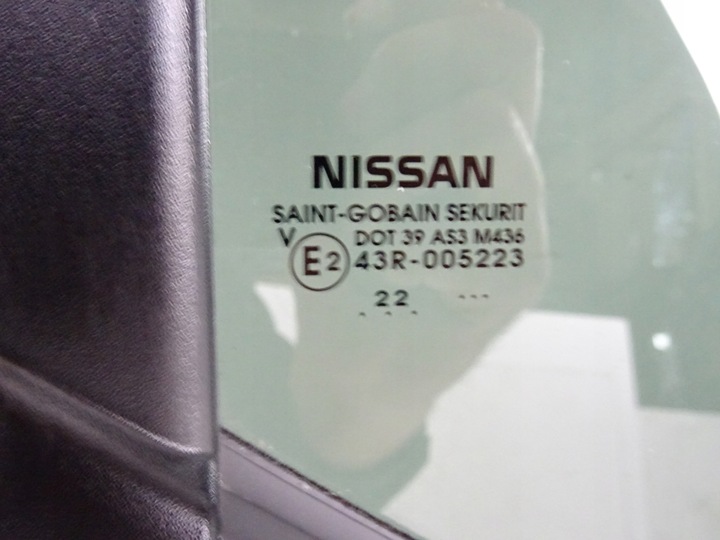 NISSAN
SAINT-GOBAIN SEKURIT
V DOT 39 AS3 M436
E2 43R-005223
22 ...